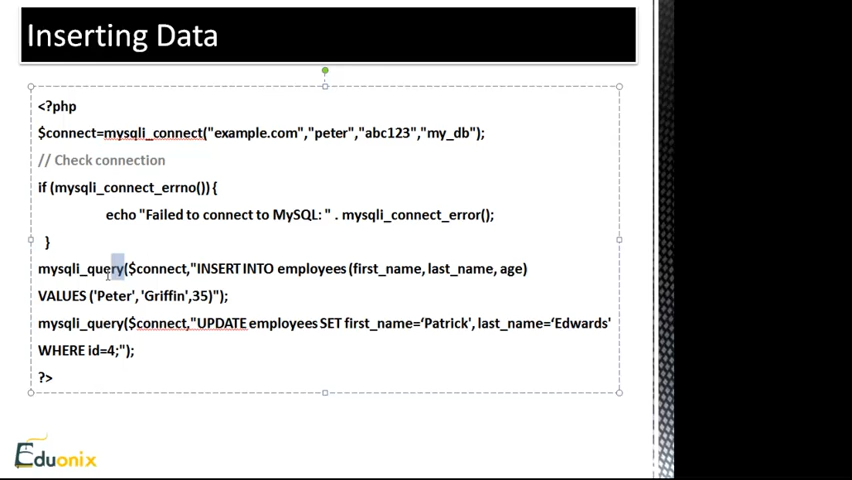 Inserting Data
<?php
$connect=mysqli_connect("example.com","peter","abc123","my_db");
// Check connection
if (mysqli_connect_errno()) {
echo "Failed to connect to MySQL: " . mysqli_connect_error();
}
mysqli_query($connect,"INSERT INTO employees (first_name, last_name, age)
VALUES ('Peter', 'Griffin',35)");
mysqli_query($connect,"UPDATE employees SET first_name=‘Patrick', last_name=‘Edwards'
WHERE id=4;");
?>
Eduonix